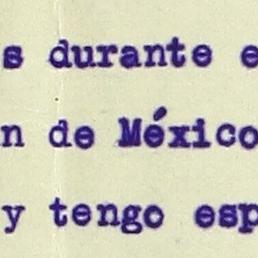 s durante e
n de México
y tengo esp